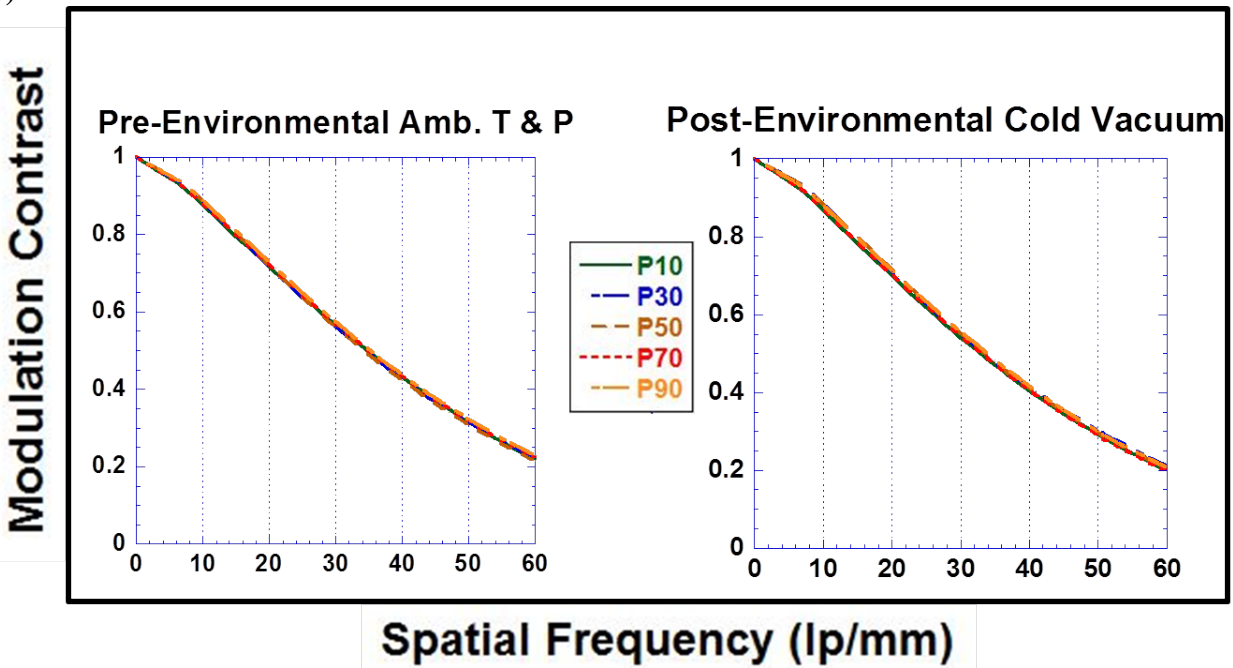 )
Modulation Contrast
Pre-Environmental Amb. T & P
1
0.8
0.6
0.4
0.2
0
0 10 20 30 40 50 60
P10
P30
P50
P70
P90
Post-Environmental Cold Vacuum
1
0.8
0.6
0.4
0.2
0
0 10 20 30 40 50 60
Spatial Frequency (lp/mm)